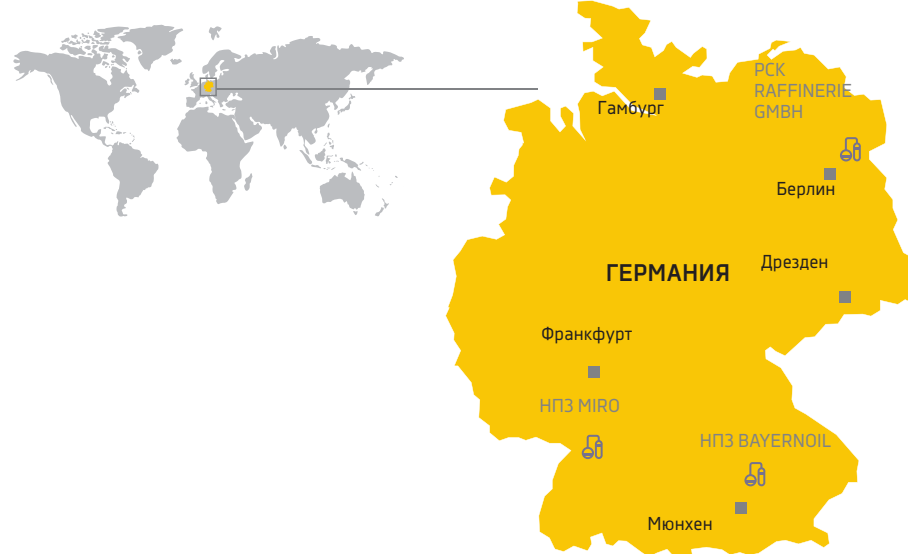 PCK
RAFFINERIE
GMBH
Гамбург
Берлин
Дрезден
ГЕРМАНИЯ
Франкфурт
НПЗ MIRO
НПЗ BAYERNOIL
Мюнхен